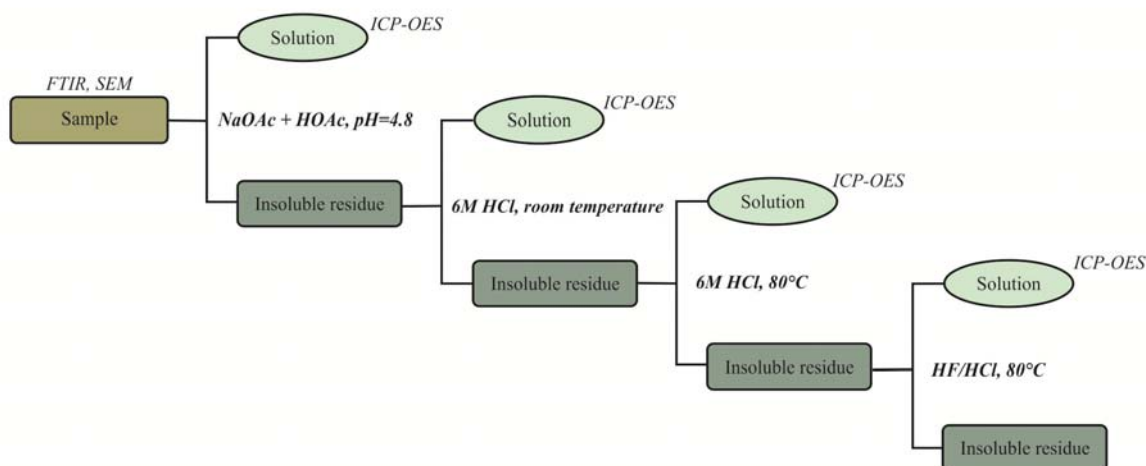 ICP-OES
Solution
FTIR, SEM
Sample
NaOAc + HOAc, pH=4.8
ICP-OES
Solution
Insoluble residue
6M HCl, room temperature
ICP-OES
Solution
Insoluble residue
6M HCl, 80°C
ICP-OES
Solution
Insoluble residue
HF/HCl, 80°C
Insoluble residue